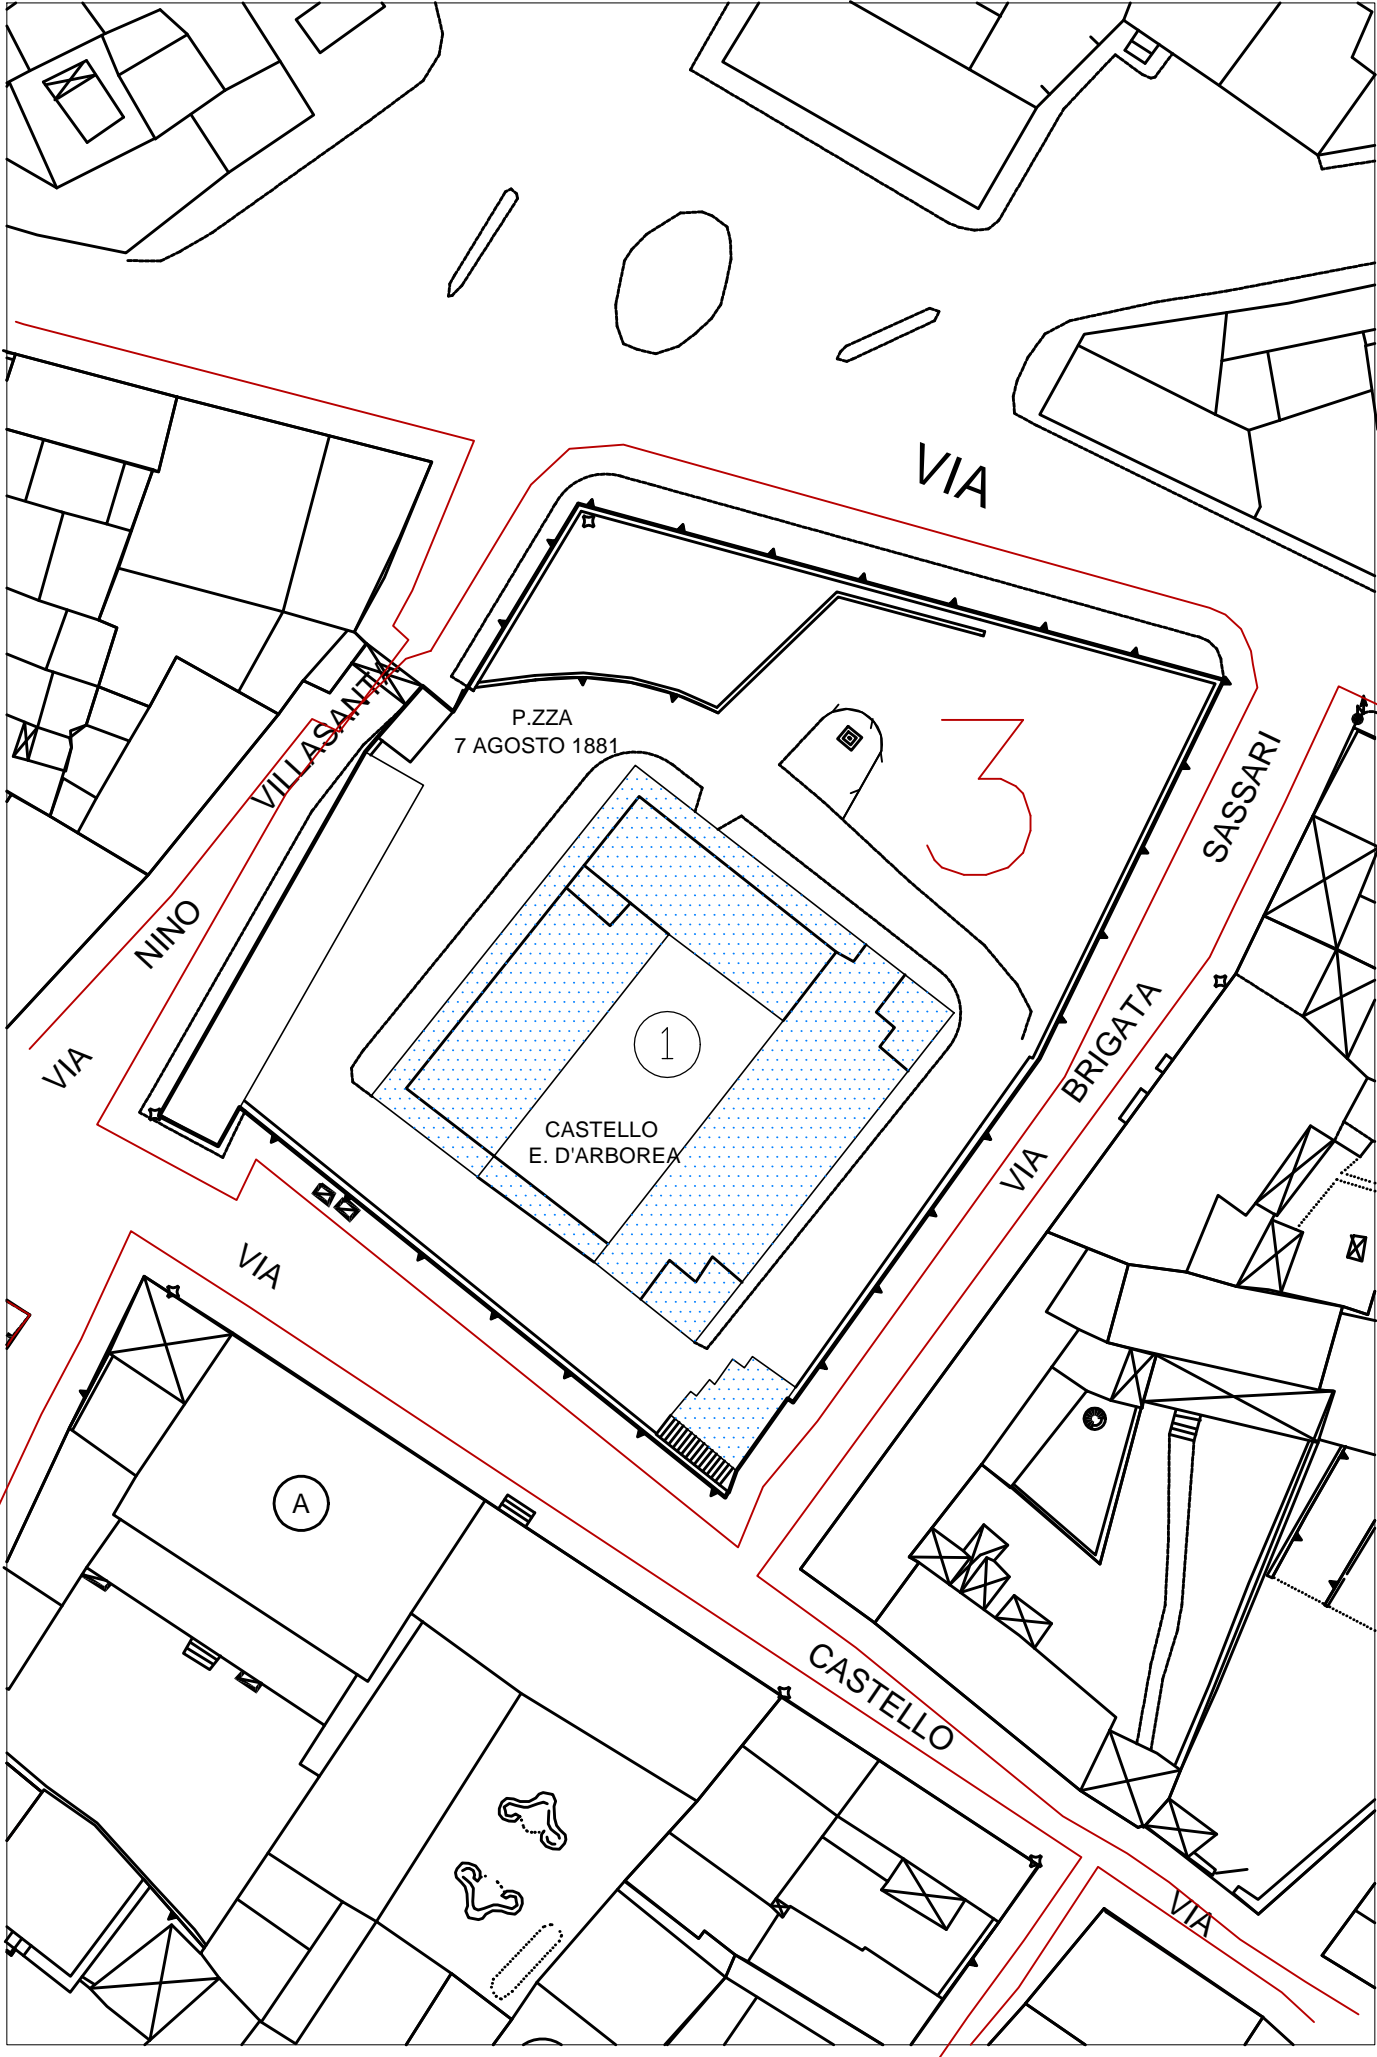 VIA
P.ZZA
7 AGOSTO 1881
3
VIA NINO VILLASANTA
VIA BRIGATA SASSARI
1
CASTELLO
E. D'ARBOREA
VIA CASTELLO
A
VIA